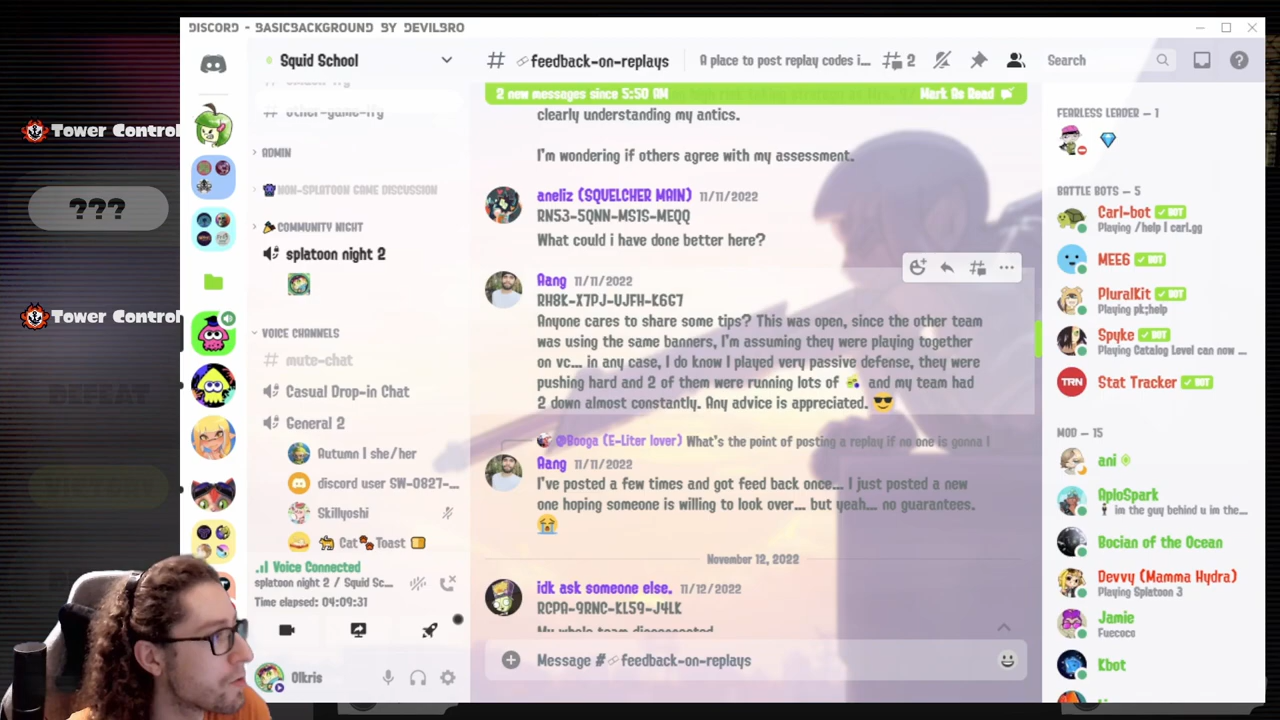 DISCORD - BASICBACKGROUND BY DEVILBRO
Tower Control
???
Tower Control
DEFEAT
Squid School
other-game-lfg
ADMIN
NON-SPLATOON GAME DISCUSSION
COMMUNITY NIGHT
splatoon night 2
VOICE CHANNELS
mute-chat
Casual Drop-in Chat
General 2
Autumn | she/her
discord user SW-0827-...
Skillyoshi
Cat Toast
Voice Connected
splatoon night 2 / Squid Sc...
Time elapsed: 04:09:31
Olkris
feedback-on-replays
A place to post replay codes i...
2
Search
2 new messages since 5:50 AM
Mark As Read
clearly understanding my antics.
I'm wondering if others agree with my assessment.
aneliz (SQUELCHER MAIN) 11/11/2022
RN53-5QNN-MS1S-MEQQ
What could i have done better here?
Aang 11/11/2022
RH8K-X7PJ-UJFH-K6G7
Anyone cares to share some tips? This was open, since the other team
was using the same banners, I'm assuming they were playing together
on vc... in any case, I do know I played very passive defense, they were
pushing hard and 2 of them were running lots of and my team had
2 down almost constantly. Any advice is appreciated.
@Booga (E-Liter lover) What's the point of posting a replay if no one is gonna l
Aang 11/11/2022
I've posted a few times and got feed back once... I just posted a new
one hoping someone is willing to look over... but yeah... no guarantees.
November 12, 2022
idk ask someone else. 11/12/2022
RCPA-9RNC-KL59-J4LK
My whole team disconnected
Message # feedback-on-replays
FEARLESS LEADER – 1
BATTLE BOTS – 5
Carl-bot BOT
Playing /help | carl.gg
MEE6 BOT
PluralKit BOT
Playing pk;help
Spyke BOT
Playing Catalog Level can now ...
TRN
Stat Tracker BOT
MOD – 15
ani
AploSpark
im the guy behind u im the...
Bocian of the Ocean
Devvy (Mamma Hydra)
Playing Splatoon 3
Jamie
Fuecoco
Kbot